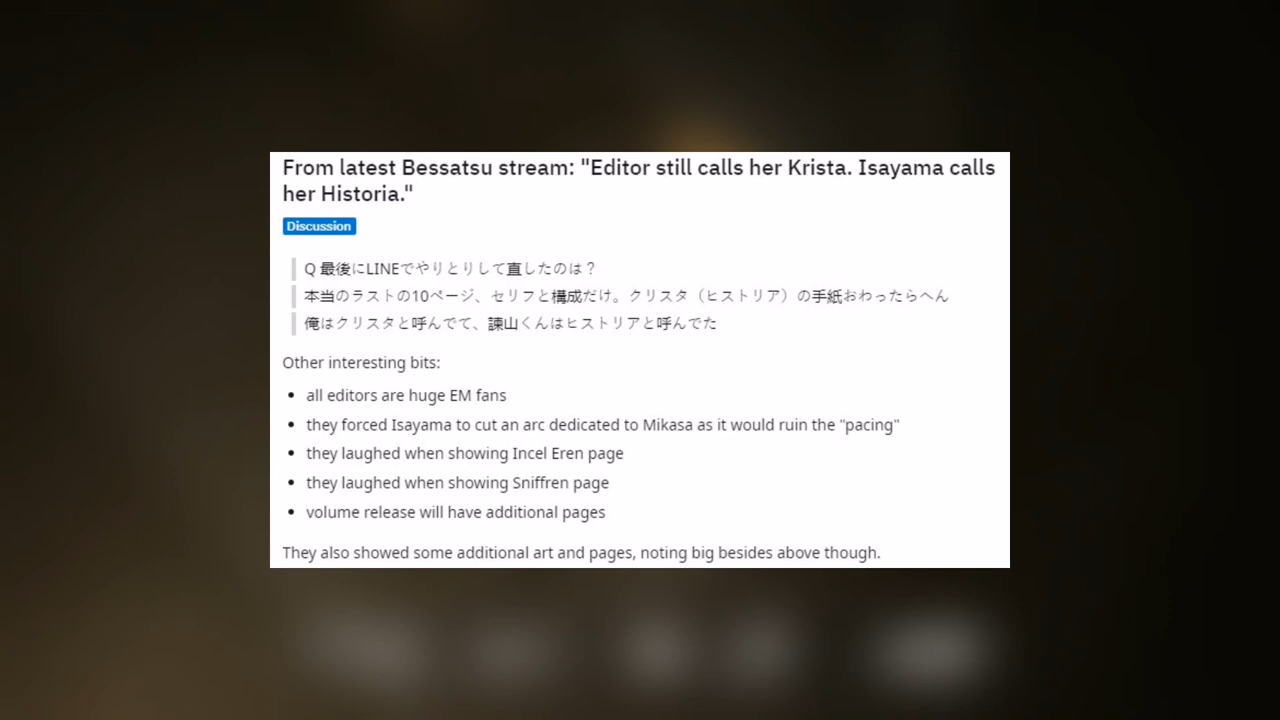 From latest Bessatsu stream: "Editor still calls her Krista. Isayama calls
her Historia."
Discussion
Q 最後にLINEでやりとりして直したのは？
本当のラストの10ページ、セリフと構成だけ。クリスタ（ヒストリア）の手紙おわったらへん
俺はクリスタと呼んでて、諫山くんはヒストリアと呼んでた
Other interesting bits:
• all editors are huge EM fans
• they forced Isayama to cut an arc dedicated to Mikasa as it would ruin the "pacing"
• they laughed when showing Incel Eren page
• they laughed when showing Sniffren page
• volume release will have additional pages
They also showed some additional art and pages, noting big besides above though.